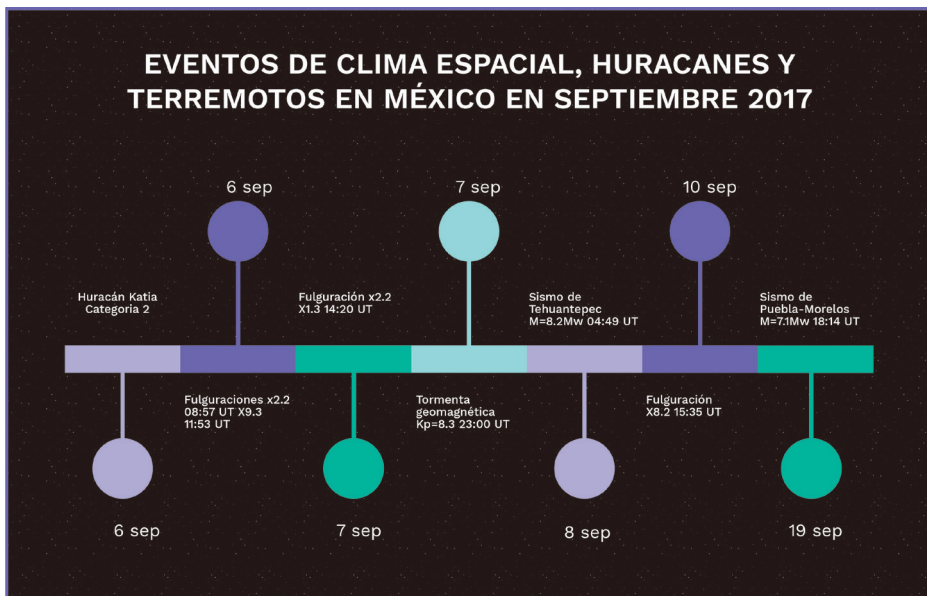 EVENTOS DE CLIMA ESPACIAL, HURACANES Y
TERREMOTOS EN MÉXICO EN SEPTIEMBRE 2017
6 sep
7 sep
10 sep
Huracán Katia
Categoria 2
Fulguración x2.2
X1.3 14:20 UT
Sismo de
Tehuantepec
M=8.2Mw 04:49 UT
Sismo de
Puebla-Morelos
M=7.1Mw 18:14 UT
Fulguraciones x2.2
08:57 UT X9.3
11:53 UT
Tormenta
geomagnética
Kp=8.3 23:00 UT
Fulguración
X8.2 15:35 UT
6 sep
7 sep
8 sep
19 sep